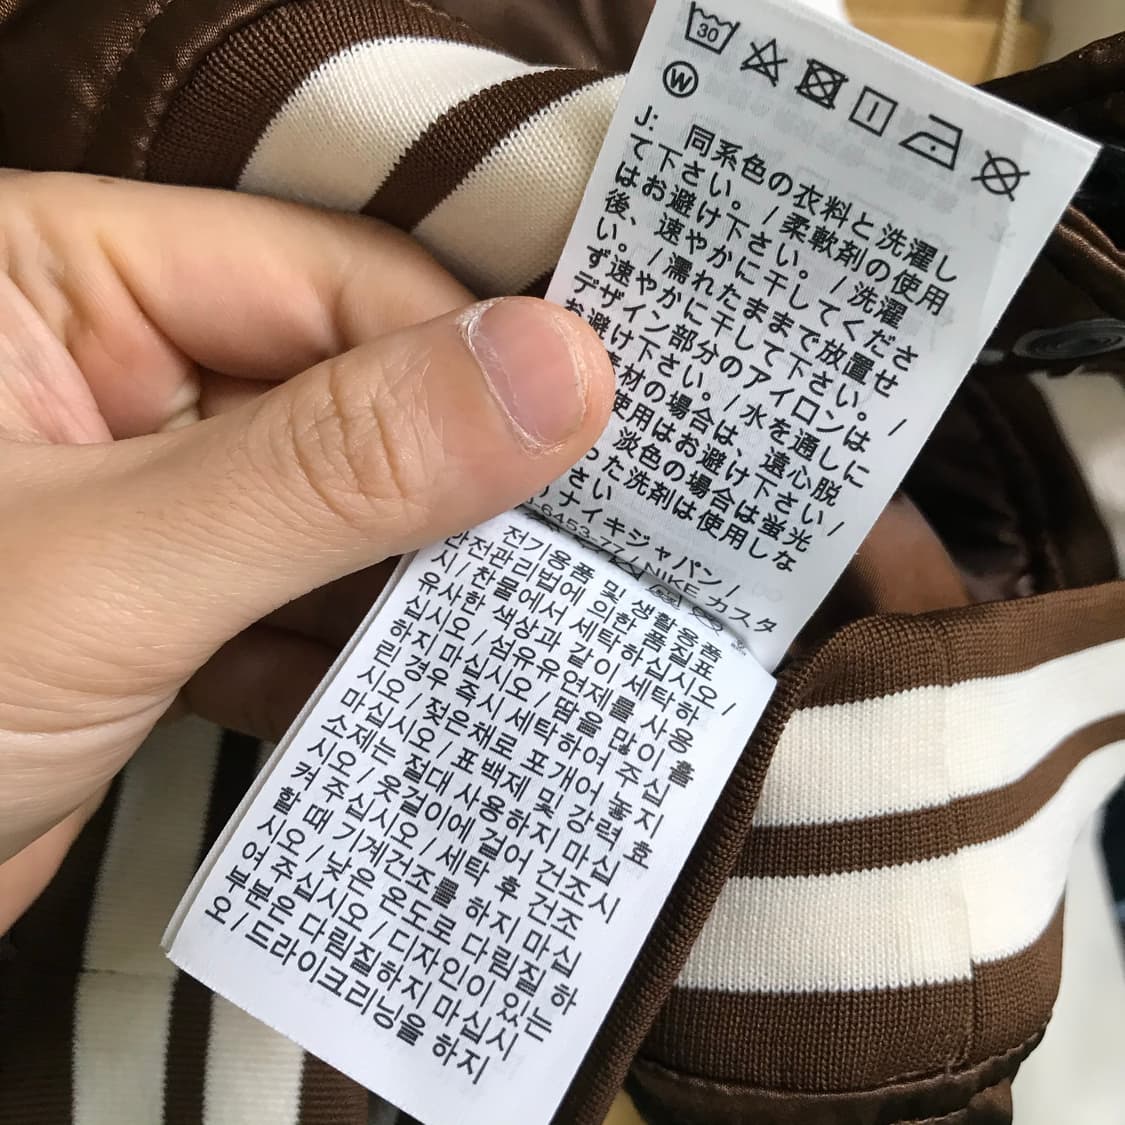 30
W
J: 同系色の衣料と洗濯し
て下さい。/ 柔軟剤の使用
はお避け下さい。/ 洗濯
後、速やかに干してくださ
い。/ 濡れたままで放置せ
ず速やかに干して下さい。/
デザイン部分のアイロンは
お避け下さい。/ 水を通しに
素材の場合は、遠心脱
使用はお避け下さい /
淡色の場合は蛍光
った洗剤は使用しな
さい
ナイキジャパン /
-6453-77 / NIKE カスタ
전기용품 및 생활용품
안전관리법에 의한 품질표
시 / 찬물에서 세탁하십시오 /
유사한 색상과 같이 세탁하
십시오 / 섬유유연제를 사용
하지 마십시오 / 땀을 많이 흘
린 경우 즉시 세탁하여 주십
시오 / 젖은채로 포개어 놓지
마십시오 / 표백제 및 강력 효
소제는 절대 사용하지 마십
시오 / 옷걸이에 걸어 건조시
켜 주십시오 / 세탁 후 건조
할 때 기계건조를 하지 마십
시오 / 낮은 온도로 다림질 하
여 주십시오 / 디자인이 있는
부분은 다림질하지 마십시
오 / 드라이크리닝을 하지